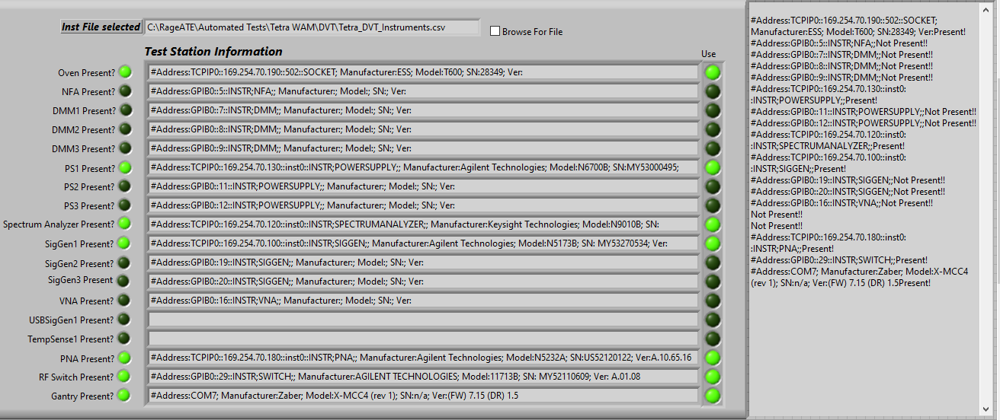 Inst File selected
C:\RageATE\Automated Tests\Tetra WAM\DVT\Tetra_DVT_Instruments.csv
Browse For File
Test Station Information
Use
Oven Present?
#Address:TCPIP0::169.254.70.190::502::SOCKET; Manufacturer:ESS; Model:T600; SN:28349; Ver:
NFA Present?
#Address:GPIB0::5::INSTR;NFA;; Manufacturer:; Model:; SN:; Ver:
DMM1 Present?
#Address:GPIB0::7::INSTR;DMM;; Manufacturer:; Model:; SN:; Ver:
DMM2 Present?
#Address:GPIB0::8::INSTR;DMM;; Manufacturer:; Model:; SN:; Ver:
DMM3 Present?
#Address:GPIB0::9::INSTR;DMM;; Manufacturer:; Model:; SN:; Ver:
PS1 Present?
#Address:TCPIP0::169.254.70.130::inst0::INSTR;POWERSUPPLY;; Manufacturer:Agilent Technologies; Model:N6700B; SN:MY53000495;
PS2 Present?
#Address:GPIB0::11::INSTR;POWERSUPPLY;; Manufacturer:; Model:; SN:; Ver:
PS3 Present?
#Address:GPIB0::12::INSTR;POWERSUPPLY;; Manufacturer:; Model:; SN:; Ver:
Spectrum Analyzer Present?
#Address:TCPIP0::169.254.70.120::inst0::INSTR;SPECTRUMANALYZER;; Manufacturer:Keysight Technologies; Model:N9010B; SN:
SigGen1 Present?
#Address:TCPIP0::169.254.70.100::inst0::INSTR;SIGGEN;; Manufacturer:Agilent Technologies; Model:N5173B; SN: MY53270534; Ver:
SigGen2 Present?
#Address:GPIB0::19::INSTR;SIGGEN;; Manufacturer:; Model:; SN:; Ver:
SigGen3 Present
#Address:GPIB0::20::INSTR;SIGGEN;; Manufacturer:; Model:; SN:; Ver:
VNA Present?
#Address:GPIB0::16::INSTR;VNA;; Manufacturer:; Model:; SN:; Ver:
USBSigGen1 Present?
TempSense1 Present?
PNA Present?
#Address:TCPIP0::169.254.70.180::inst0::INSTR;PNA;; Manufacturer:Agilent Technologies; Model:N5232A; SN:US52120122; Ver:A.10.65.16
RF Switch Present?
#Address:GPIB0::29::INSTR;SWITCH;; Manufacturer:AGILENT TECHNOLOGIES; Model:11713B; SN: MY52110609; Ver: A.01.08
Gantry Present?
#Address:COM7; Manufacturer:Zaber; Model:X-MCC4 (rev 1); SN:n/a; Ver:(FW) 7.15 (DR) 1.5
#Address:TCPIP0::169.254.70.190::502::SOCKET;
Manufacturer:ESS; Model:T600; SN:28349; Ver:Present!
#Address:GPIB0::5::INSTR;NFA;;Not Present!!
#Address:GPIB0::7::INSTR;DMM;;Not Present!!
#Address:GPIB0::8::INSTR;DMM;;Not Present!!
#Address:GPIB0::9::INSTR;DMM;;Not Present!!
#Address:TCPIP0::169.254.70.130::inst0:
:INSTR;POWERSUPPLY;;Present!
#Address:GPIB0::11::INSTR;POWERSUPPLY;;Not Present!!
#Address:GPIB0::12::INSTR;POWERSUPPLY;;Not Present!!
#Address:TCPIP0::169.254.70.120::inst0:
:INSTR;SPECTRUMANALYZER;;Present!
#Address:TCPIP0::169.254.70.100::inst0:
:INSTR;SIGGEN;;Present!
#Address:GPIB0::19::INSTR;SIGGEN;;Not Present!!
#Address:GPIB0::20::INSTR;SIGGEN;;Not Present!!
#Address:GPIB0::16::INSTR;VNA;;Not Present!!
Not Present!!
Not Present!!
#Address:TCPIP0::169.254.70.180::inst0:
:INSTR;PNA;;Present!
#Address:GPIB0::29::INSTR;SWITCH;;Present!
#Address:COM7; Manufacturer:Zaber; Model:X-MCC4
(rev 1); SN:n/a; Ver:(FW) 7.15 (DR) 1.5Present!